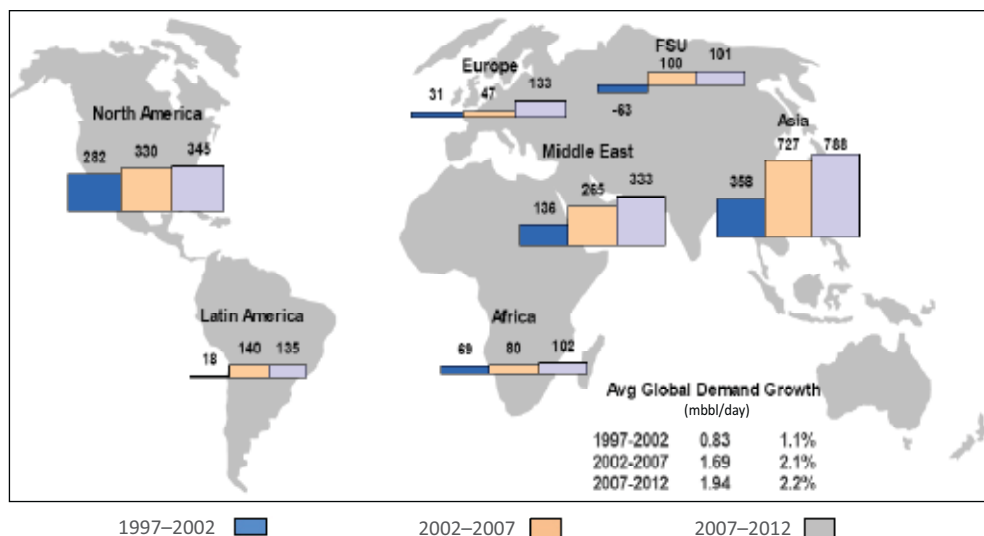 FSU
100 101
-63
Europe
31 47 133
North America
282 330 345
Asia
358 727 788
Middle East
136 265 333
Latin America
18 140 135
Africa
69 80 102
Avg Global Demand Growth
(mbbl/day)
1997-2002 0.83 1.1%
2002-2007 1.69 2.1%
2007-2012 1.94 2.2%
1997–2002 2002–2007 2007–2012